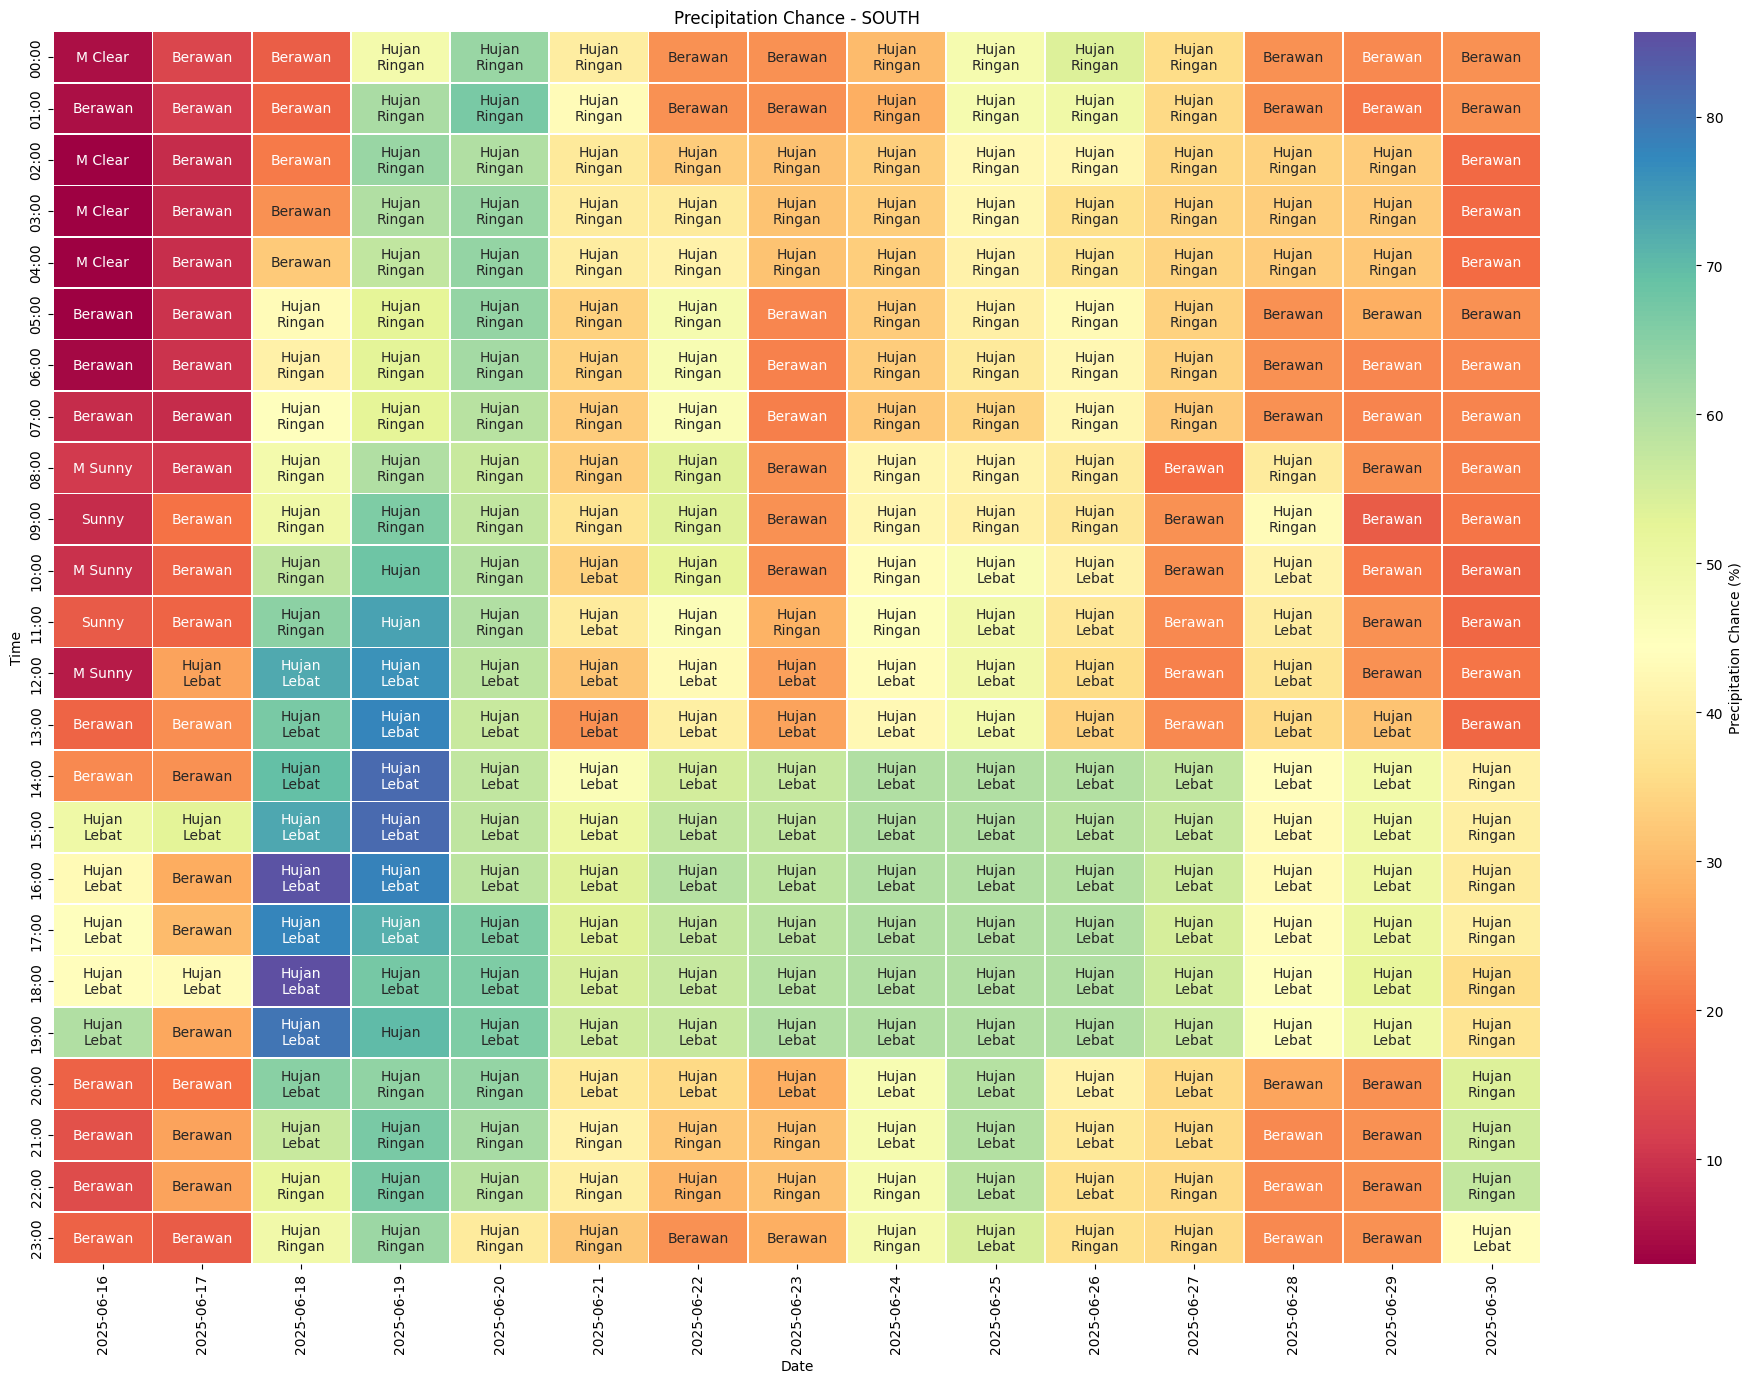 Precipitation Chance - SOUTH
00:00 M Clear Berawan Berawan Hujan Ringan Hujan Ringan Hujan Ringan Berawan Berawan Hujan Ringan Hujan Ringan Hujan Ringan Hujan Ringan Berawan Berawan Berawan
01:00 Berawan Berawan Berawan Hujan Ringan Hujan Ringan Hujan Ringan Berawan Berawan Hujan Ringan Hujan Ringan Hujan Ringan Hujan Ringan Berawan Berawan Berawan
02:00 M Clear Berawan Berawan Hujan Ringan Hujan Ringan Hujan Ringan Hujan Ringan Hujan Ringan Hujan Ringan Hujan Ringan Hujan Ringan Hujan Ringan Hujan Ringan Hujan Ringan Berawan
03:00 M Clear Berawan Berawan Hujan Ringan Hujan Ringan Hujan Ringan Hujan Ringan Hujan Ringan Hujan Ringan Hujan Ringan Hujan Ringan Hujan Ringan Hujan Ringan Hujan Ringan Berawan
04:00 M Clear Berawan Berawan Hujan Ringan Hujan Ringan Hujan Ringan Hujan Ringan Hujan Ringan Hujan Ringan Hujan Ringan Hujan Ringan Hujan Ringan Hujan Ringan Hujan Ringan Berawan
05:00 Berawan Berawan Hujan Ringan Hujan Ringan Hujan Ringan Hujan Ringan Hujan Ringan Berawan Hujan Ringan Hujan Ringan Hujan Ringan Hujan Ringan Berawan Berawan Berawan
06:00 Berawan Berawan Hujan Ringan Hujan Ringan Hujan Ringan Hujan Ringan Hujan Ringan Berawan Hujan Ringan Hujan Ringan Hujan Ringan Hujan Ringan Berawan Berawan Berawan
07:00 Berawan Berawan Hujan Ringan Hujan Ringan Hujan Ringan Hujan Ringan Hujan Ringan Berawan Hujan Ringan Hujan Ringan Hujan Ringan Hujan Ringan Berawan Berawan Berawan
08:00 M Sunny Berawan Hujan Ringan Hujan Ringan Hujan Ringan Hujan Ringan Hujan Ringan Berawan Hujan Ringan Hujan Ringan Hujan Ringan Berawan Hujan Ringan Berawan Berawan
09:00 Sunny Berawan Hujan Ringan Hujan Ringan Hujan Ringan Hujan Ringan Hujan Ringan Berawan Hujan Ringan Hujan Ringan Hujan Ringan Berawan Hujan Ringan Berawan Berawan
10:00 M Sunny Berawan Hujan Ringan Hujan Hujan Ringan Hujan Lebat Hujan Ringan Berawan Hujan Ringan Hujan Lebat Hujan Lebat Berawan Hujan Lebat Berawan Berawan
11:00 Sunny Berawan Hujan Ringan Hujan Hujan Ringan Hujan Lebat Hujan Ringan Hujan Ringan Hujan Ringan Hujan Lebat Hujan Lebat Berawan Hujan Lebat Berawan Berawan
12:00 M Sunny Hujan Lebat Hujan Lebat Hujan Lebat Hujan Lebat Hujan Lebat Hujan Lebat Hujan Lebat Hujan Lebat Hujan Lebat Hujan Lebat Berawan Hujan Lebat Berawan Berawan
13:00 Berawan Berawan Hujan Lebat Hujan Lebat Hujan Lebat Hujan Lebat Hujan Lebat Hujan Lebat Hujan Lebat Hujan Lebat Hujan Lebat Berawan Hujan Lebat Hujan Lebat Berawan
14:00 Berawan Berawan Hujan Lebat Hujan Lebat Hujan Lebat Hujan Lebat Hujan Lebat Hujan Lebat Hujan Lebat Hujan Lebat Hujan Lebat Hujan Lebat Hujan Lebat Hujan Lebat Hujan Ringan
15:00 Hujan Lebat Hujan Lebat Hujan Lebat Hujan Lebat Hujan Lebat Hujan Lebat Hujan Lebat Hujan Lebat Hujan Lebat Hujan Lebat Hujan Lebat Hujan Lebat Hujan Lebat Hujan Lebat Hujan Ringan
16:00 Hujan Lebat Berawan Hujan Lebat Hujan Lebat Hujan Lebat Hujan Lebat Hujan Lebat Hujan Lebat Hujan Lebat Hujan Lebat Hujan Lebat Hujan Lebat Hujan Lebat Hujan Lebat Hujan Ringan
17:00 Hujan Lebat Berawan Hujan Lebat Hujan Lebat Hujan Lebat Hujan Lebat Hujan Lebat Hujan Lebat Hujan Lebat Hujan Lebat Hujan Lebat Hujan Lebat Hujan Lebat Hujan Lebat Hujan Ringan
18:00 Hujan Lebat Hujan Lebat Hujan Lebat Hujan Lebat Hujan Lebat Hujan Lebat Hujan Lebat Hujan Lebat Hujan Lebat Hujan Lebat Hujan Lebat Hujan Lebat Hujan Lebat Hujan Lebat Hujan Ringan
19:00 Hujan Lebat Berawan Hujan Lebat Hujan Hujan Lebat Hujan Lebat Hujan Lebat Hujan Lebat Hujan Lebat Hujan Lebat Hujan Lebat Hujan Lebat Hujan Lebat Hujan Lebat Hujan Ringan
20:00 Berawan Berawan Hujan Lebat Hujan Ringan Hujan Ringan Hujan Lebat Hujan Lebat Hujan Lebat Hujan Lebat Hujan Lebat Hujan Lebat Hujan Lebat Berawan Berawan Hujan Ringan
21:00 Berawan Berawan Hujan Lebat Hujan Ringan Hujan Ringan Hujan Ringan Hujan Ringan Hujan Ringan Hujan Lebat Hujan Lebat Hujan Lebat Hujan Lebat Berawan Berawan Hujan Ringan
22:00 Berawan Berawan Hujan Ringan Hujan Ringan Hujan Ringan Hujan Ringan Hujan Ringan Hujan Ringan Hujan Ringan Hujan Lebat Hujan Lebat Hujan Ringan Berawan Berawan Hujan Ringan
23:00 Berawan Berawan Hujan Ringan Hujan Ringan Hujan Ringan Hujan Ringan Berawan Berawan Hujan Ringan Hujan Lebat Hujan Ringan Hujan Ringan Berawan Berawan Hujan Lebat
Time
2025-06-16 2025-06-17 2025-06-18 2025-06-19 2025-06-20 2025-06-21 2025-06-22 2025-06-23 2025-06-24 2025-06-25 2025-06-26 2025-06-27 2025-06-28 2025-06-29 2025-06-30
Date
80
70
60
50
40
30
20
10
Precipitation Chance (%)